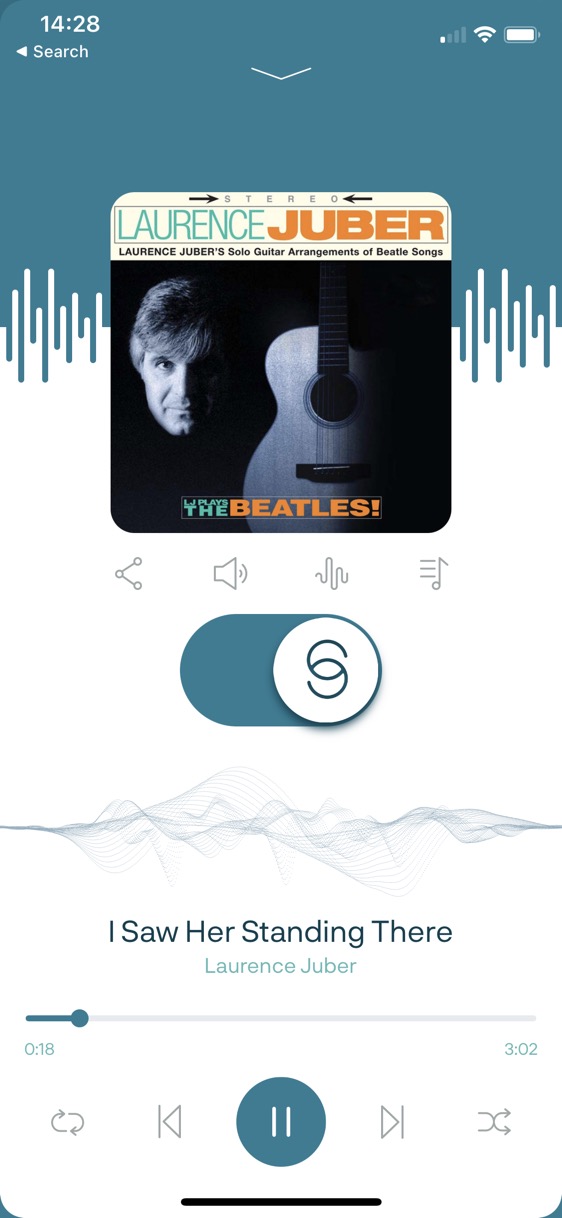 14:28
◀ Search
STEREO
LAURENCE JUBER
LAURENCE JUBER'S Solo Guitar Arrangements of Beatle Songs
LJ PLAYS
THE BEATLES!
I Saw Her Standing There
Laurence Juber
0:18
3:02